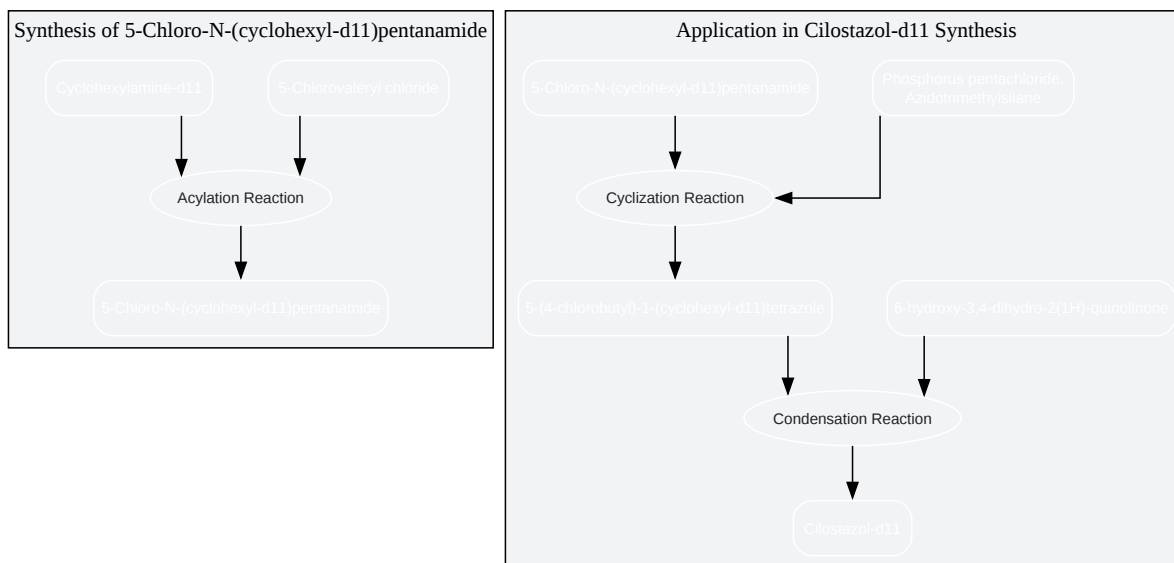 Synthesis of 5-Chloro-N-(cyclohexyl-d11)pentanamide
Cyclohexylamine-d11
5-Chlorovaleryl chloride
Acylation Reaction
5-Chloro-N-(cyclohexyl-d11)pentanamide
Application in Cilostazol-d11 Synthesis
5-Chloro-N-(cyclohexyl-d11)pentanamide
Phosphorus pentachloride,
Azidotrimethylsilane
Cyclization Reaction
5-(4-chlorobutyl)-1-(cyclohexyl-d11)tetrazole
6-hydroxy-3,4-dihydro-2(1H)-quinolinone
Condensation Reaction
Cilostazol-d11